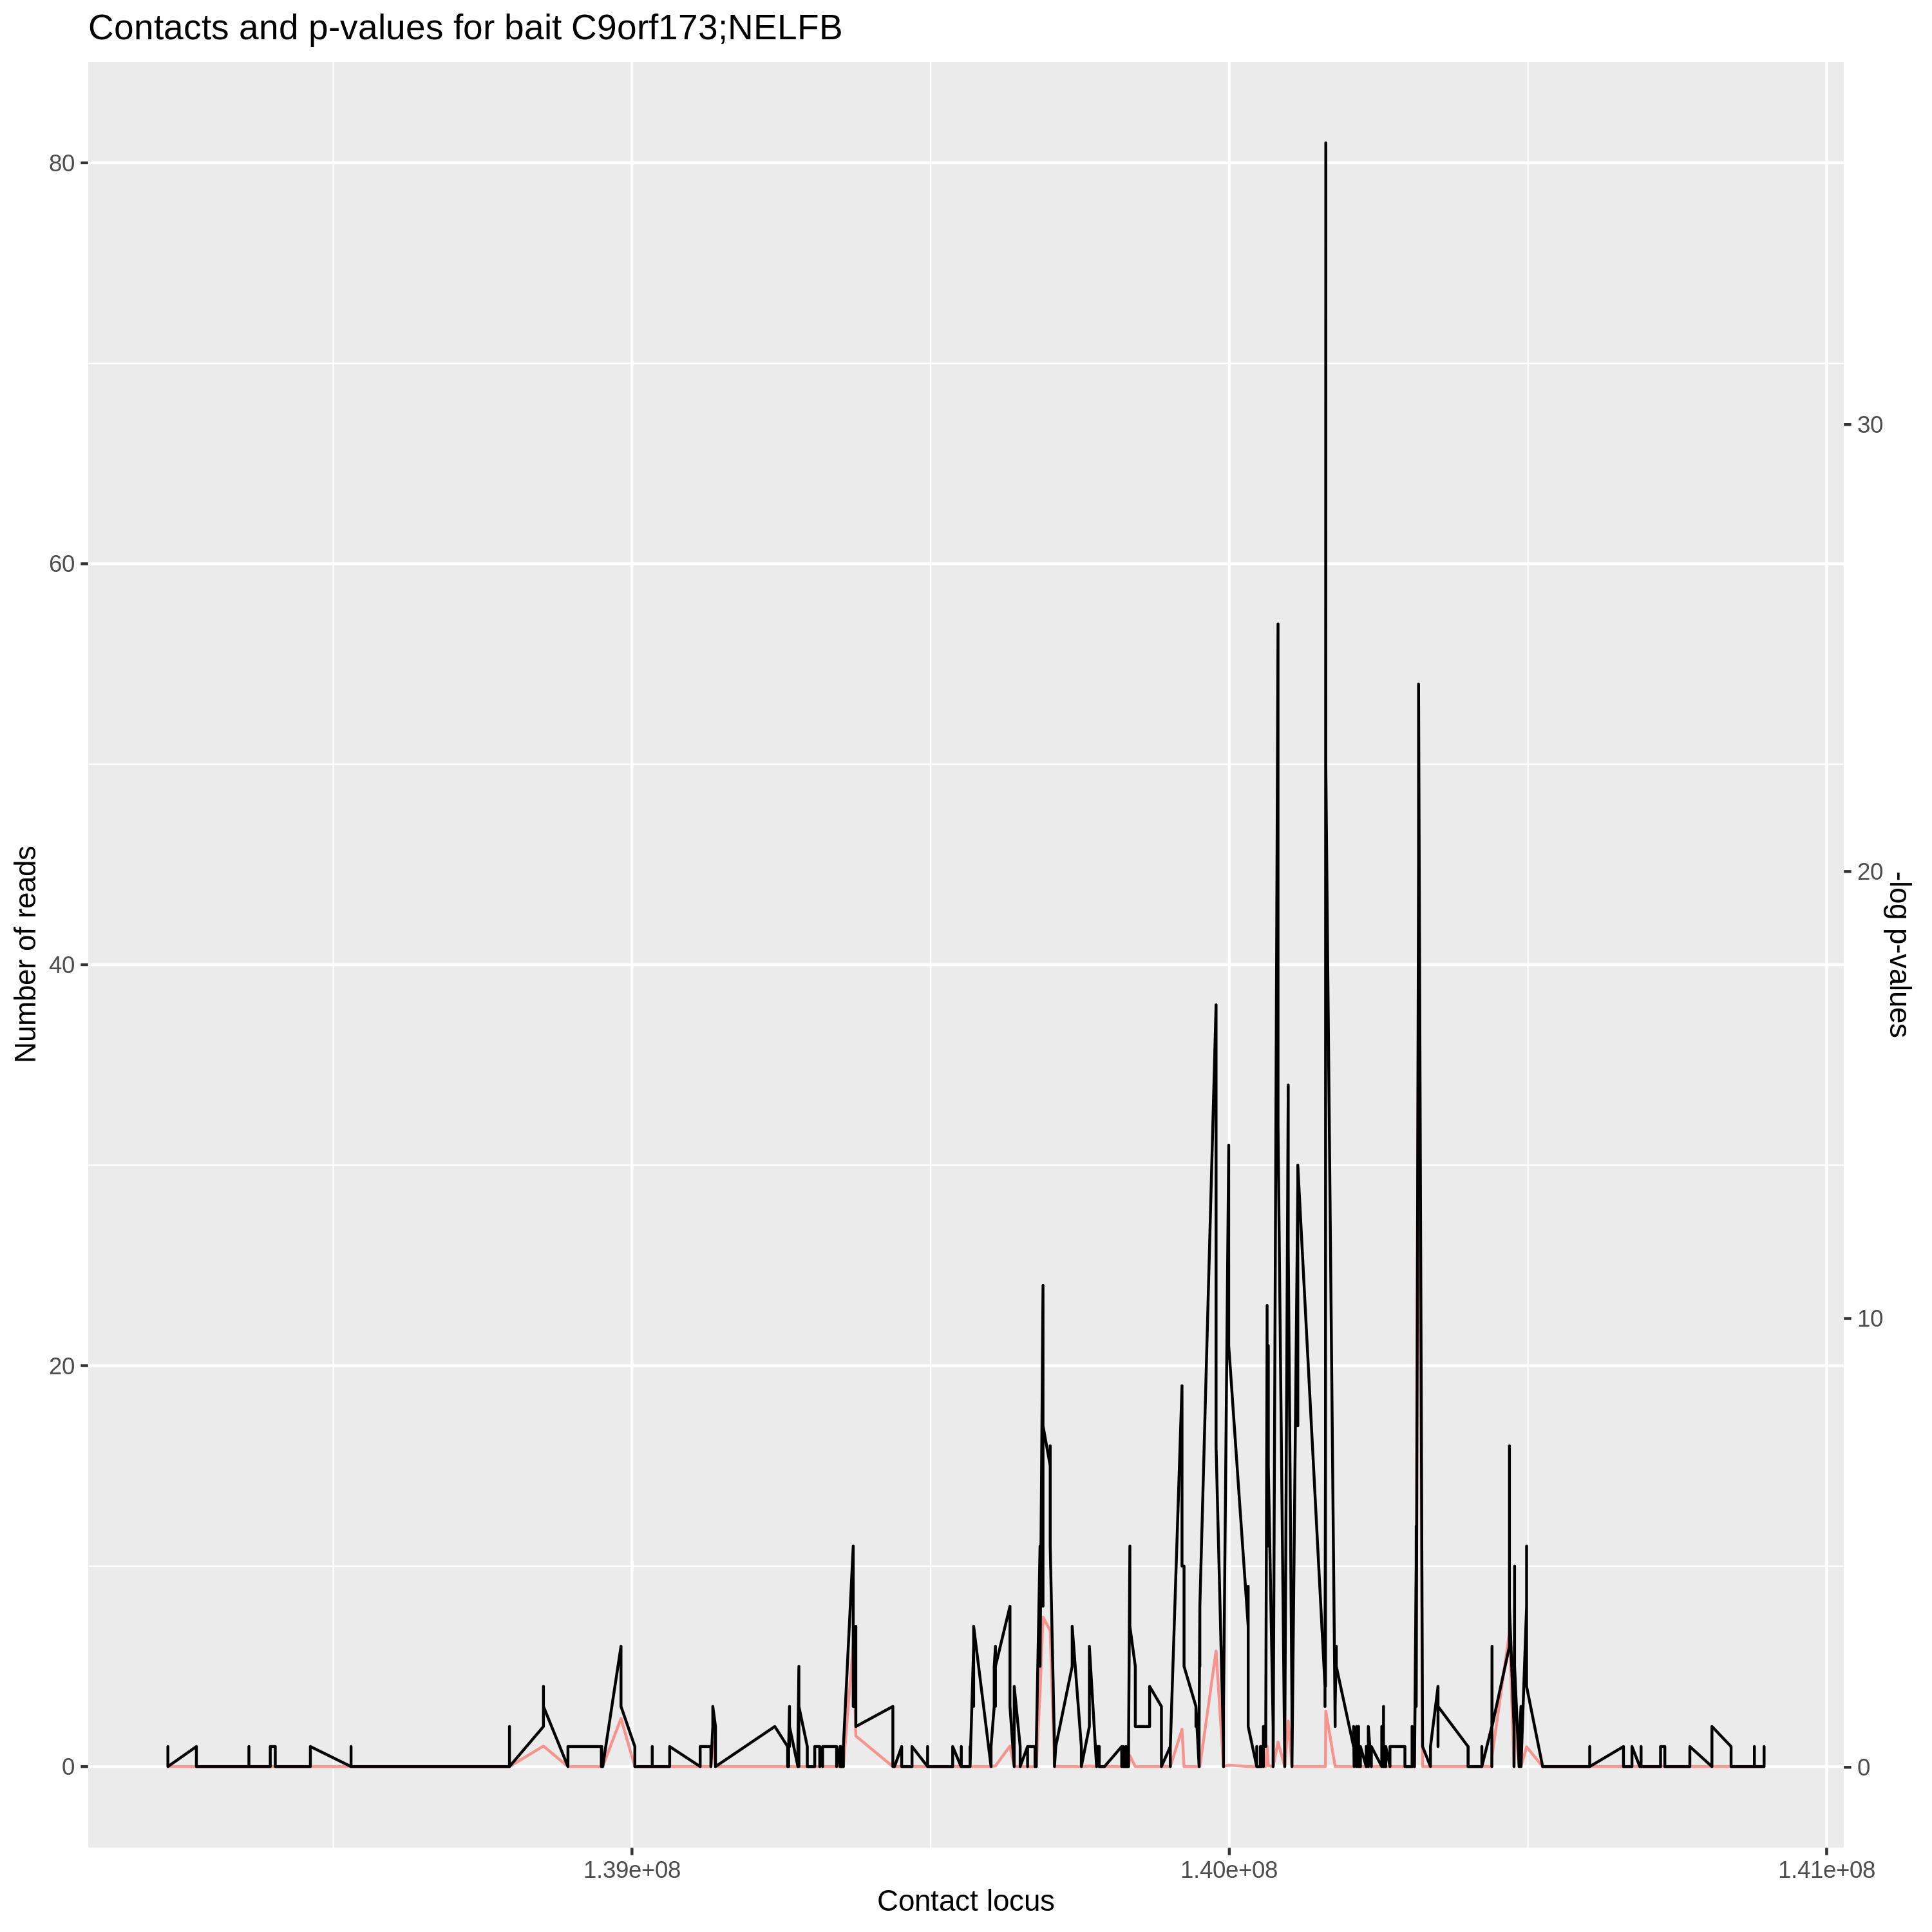 Contacts and p-values for bait C9orf173;NELFB
80
60
40
20
0
Number of reads
30
20
10
0
-log p-values
1.39e+08
1.40e+08
1.41e+08
Contact locus